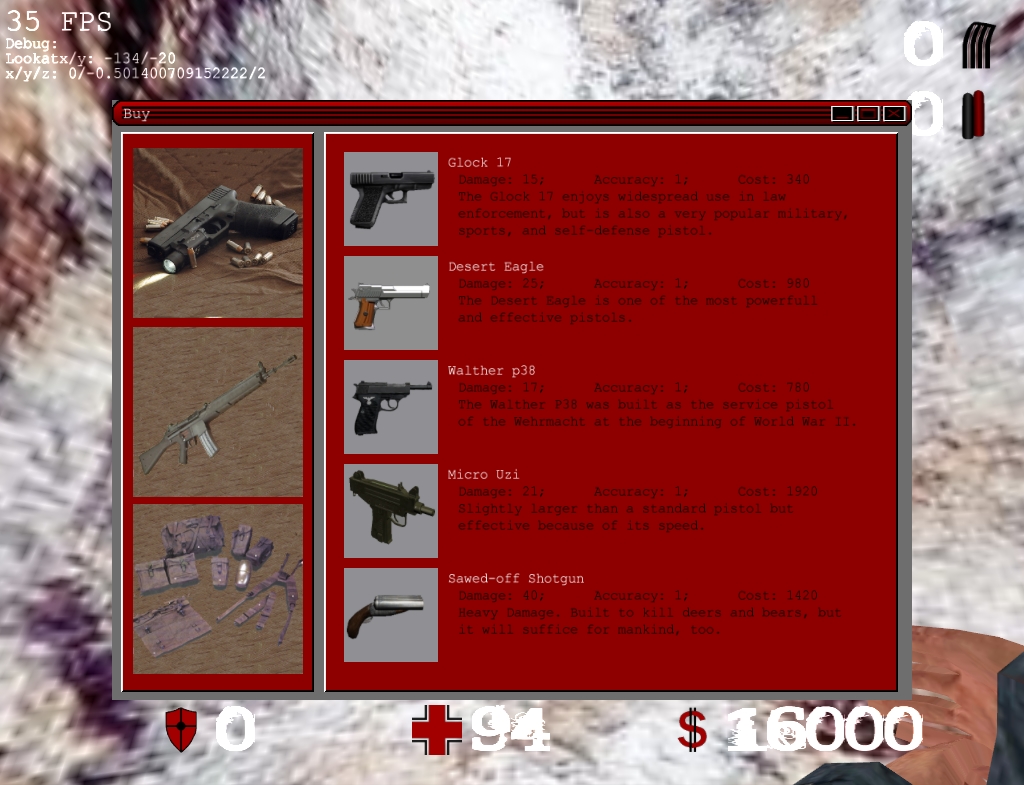 35 FPS
Debug:
Lookatx/y: -134/-20
x/y/z: 0/-0.501400709152222/2
0
0
Buy
Glock 17
Damage: 15; Accuracy: 1; Cost: 340
The Glock 17 enjoys widespread use in law
enforcement, but is also a very popular military,
sports, and self-defense pistol.
Desert Eagle
Damage: 25; Accuracy: 1; Cost: 980
The Desert Eagle is one of the most powerfull
and effective pistols.
Walther p38
Damage: 17; Accuracy: 1; Cost: 780
The Walther P38 was built as the service pistol
of the Wehrmacht at the beginning of World War II.
Micro Uzi
Damage: 21; Accuracy: 1; Cost: 1920
Slightly larger than a standard pistol but
effective because of its speed.
Sawed-off Shotgun
Damage: 40; Accuracy: 1; Cost: 1420
Heavy Damage. Built to kill deers and bears, but
it will suffice for mankind, too.
0 94 $ 16000